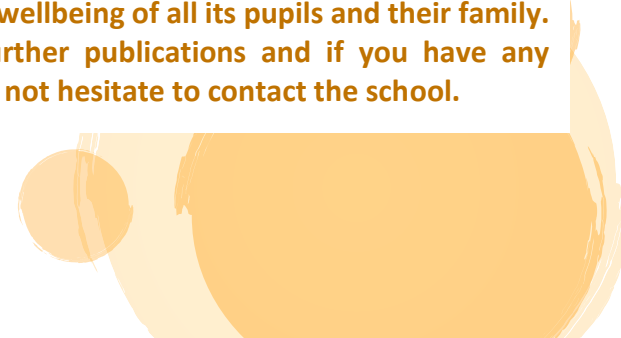 wellbeing of all its pupils and their family.
urther publications and if you have any
not hesitate to contact the school.